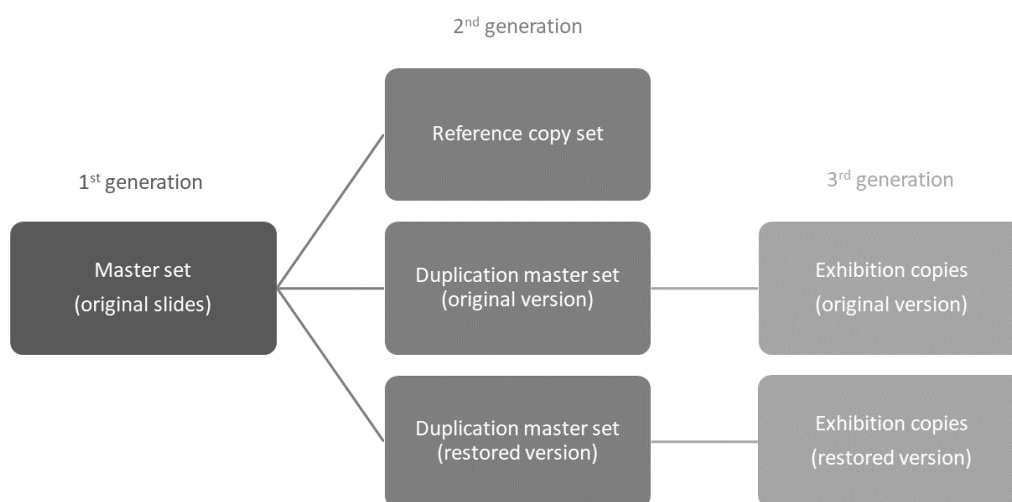 2nd generation
Reference copy set
1st generation
3rd generation
Master set
(original slides)
Duplication master set
(original version)
Exhibition copies
(original version)
Duplication master set
(restored version)
Exhibition copies
(restored version)